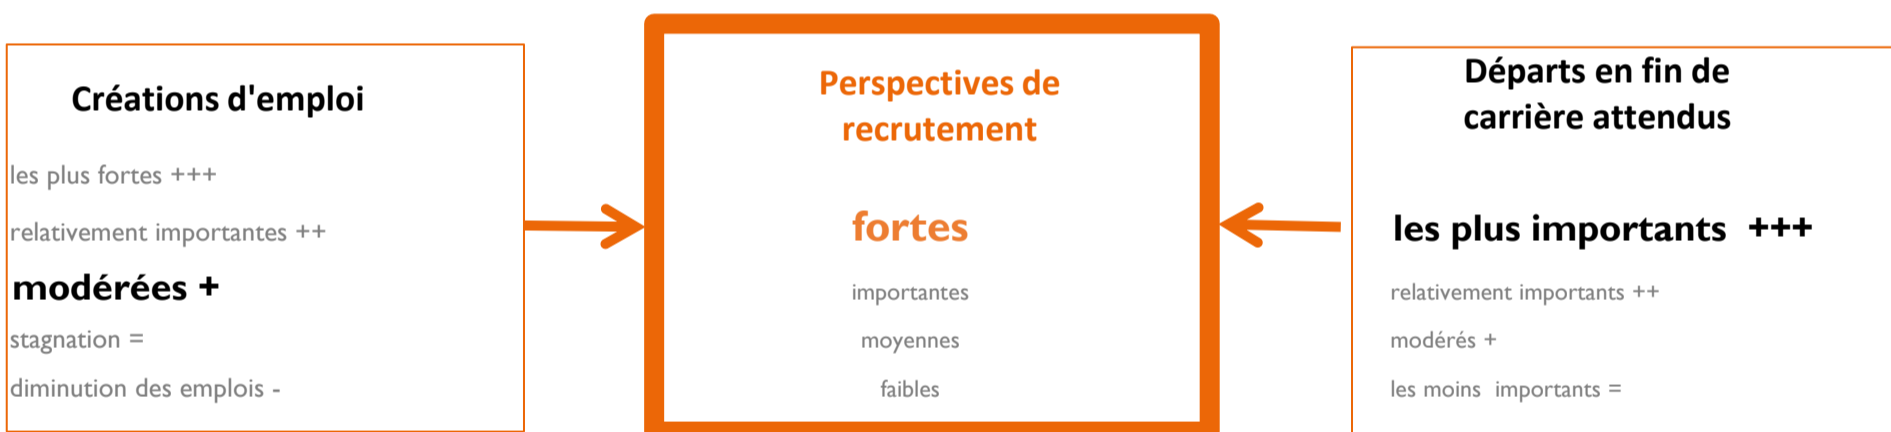 Créations d'emploi
les plus fortes +++
relativement importantes ++
modérées +
stagnation =
diminution des emplois -
Perspectives de
recrutement
fortes
importantes
moyennes
faibles
Départs en fin de
carrière attendus
les plus importants +++
relativement importants ++
modérés +
les moins importants =